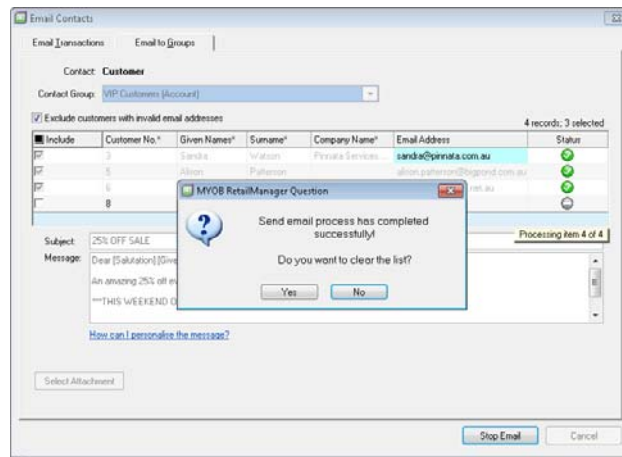 Email Contacts
Email Transactions Email to Groups
Contact: Customer
Contact Group: VIP Customers (Account)
Exclude customers with invalid email addresses
4 records; 3 selected
Include Customer No.* Given Names* Surname* Company Name* Email Address Status
3 Sandra Watson Pinnata Services... sandra@pinnata.com.au
5 Alison Patterson alison.patterson@bigpond.com.au
6 net.au
8
MYOB RetailManager Question
Send email process has completed
successfully!
Do you want to clear the list?
Yes No
Processing item 4 of 4
Subject: 25% OFF SALE
Message: Dear [Salutation] [Give
An amazing 25% off e
***THIS WEEKEND O
How can I personalise the message?
Select Attachment
Stop Email Cancel